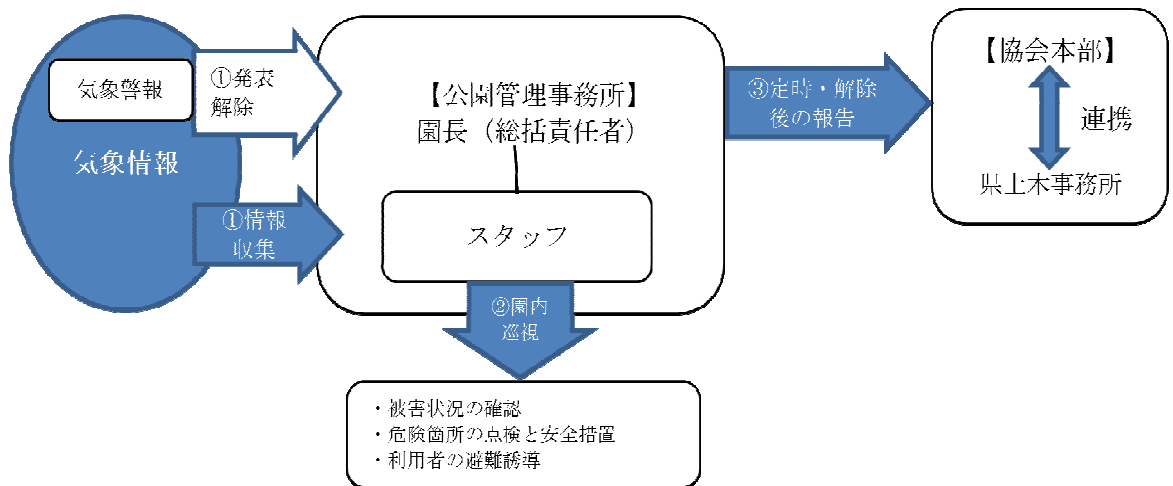 気象警報
気象情報
①発表
解除
①情報
収集
【公園管理事務所】
園長（総括責任者）
スタッフ
②園内
巡視
・被害状況の確認
・危険箇所の点検と安全措置
・利用者の避難誘導
③定時・解除
後の報告
【協会本部】
連携
県土木事務所